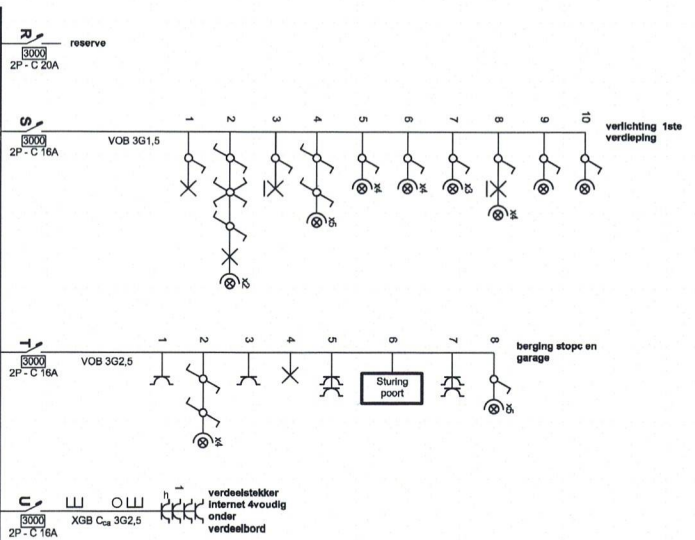 R
3000
2P - C 20A
reserve
S
3000
2P - C 16A
VOB 3G1,5
1
2
3
4
5
6
7
8
9
10
verlichting 1ste
verdieping
x2
x5
x4
x4
x3
x4
T
3000
2P - C 16A
VOB 3G2,5
1
2
3
4
5
6
7
8
berging stopc en
garage
Sturing
poort
x4
x5
U
3000
2P - C 16A
XGB Cca 3G2,5
h
1
verdeelstekker
internet 4voudig
onder
verdeelbord